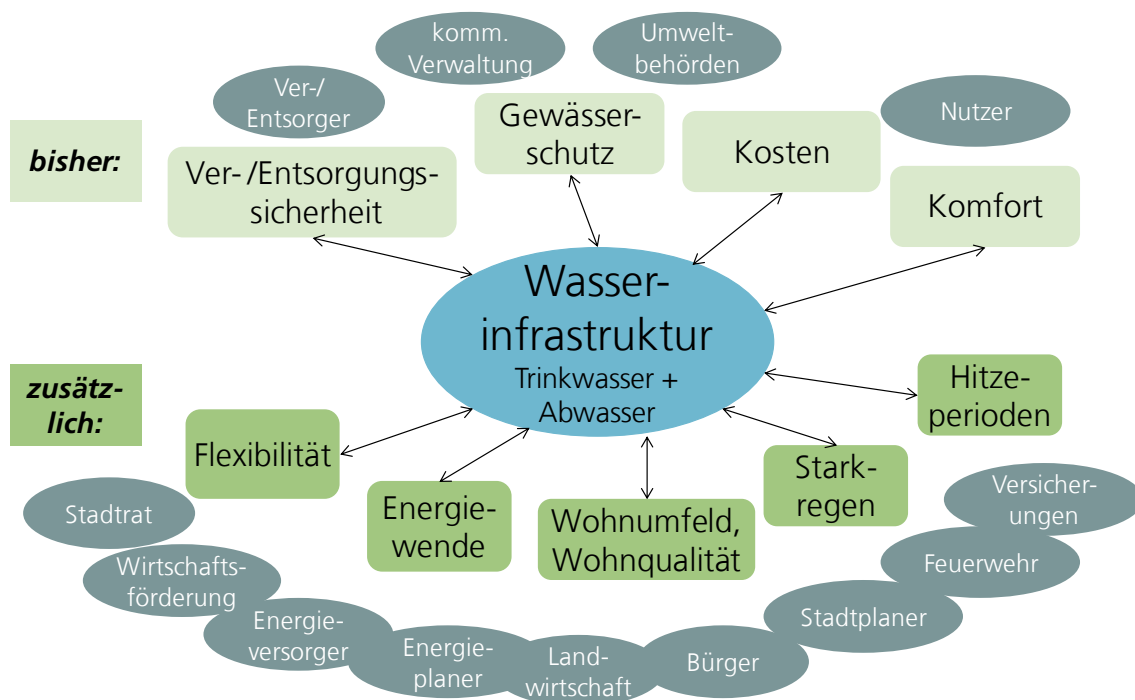 komm.
Verwaltung
Umwelt-
behörden
Ver-/
Entsorger
Nutzer
bisher:
Ver- /Entsorgungs-
sicherheit
Gewässer-
schutz
Kosten
Komfort
Wasser-
infrastruktur
Trinkwasser +
Abwasser
zusätz-
lich:
Flexibilität
Energie-
wende
Wohnumfeld,
Wohnqualität
Stark-
regen
Hitze-
perioden
Stadtrat
Wirtschafts-
förderung
Energie-
versorger
Energie-
planer
Land-
wirtschaft
Bürger
Stadtplaner
Feuerwehr
Versicher-
ungen